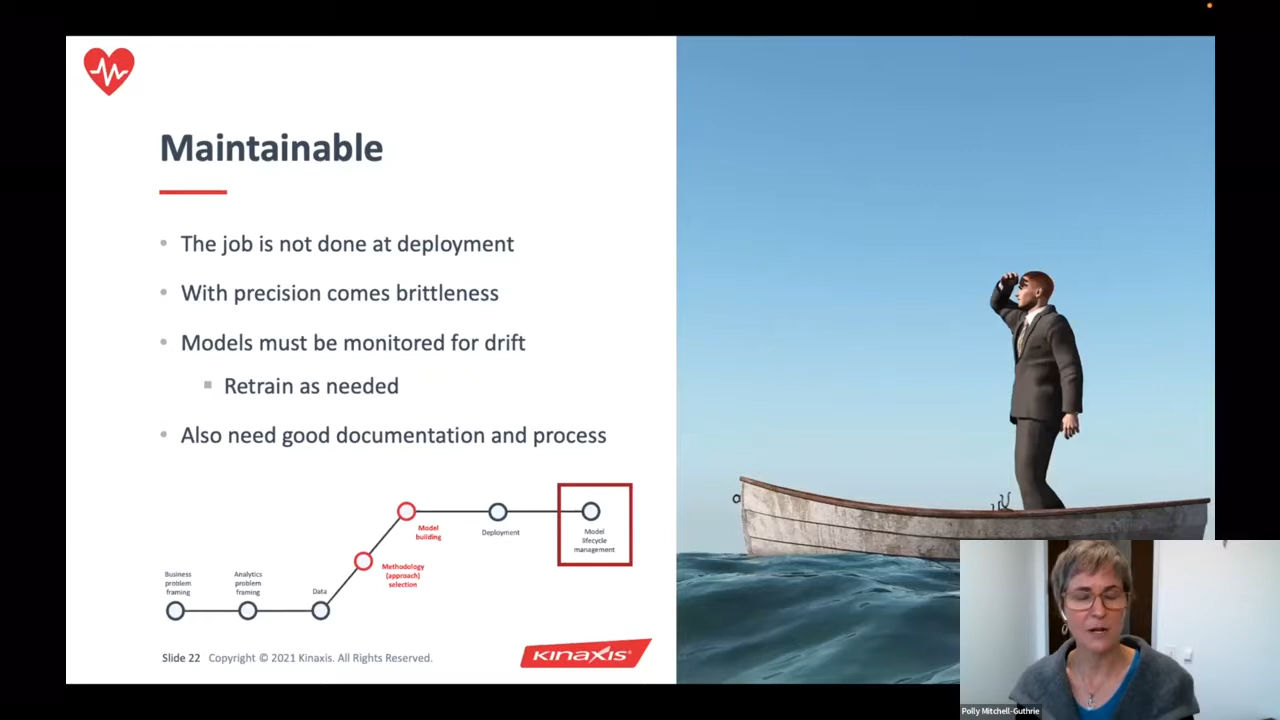 Maintainable
The job is not done at deployment
With precision comes brittleness
Models must be monitored for drift
Retrain as needed
Also need good documentation and process
Business
problem
framing
Analytics
problem
framing
Data
Methodology
(approach)
selection
Model
building
Deployment
Model
lifecycle
management
Slide 22 Copyright © 2021 Kinaxis. All Rights Reserved.
KINAXIS®
Polly Mitchell-Guthrie